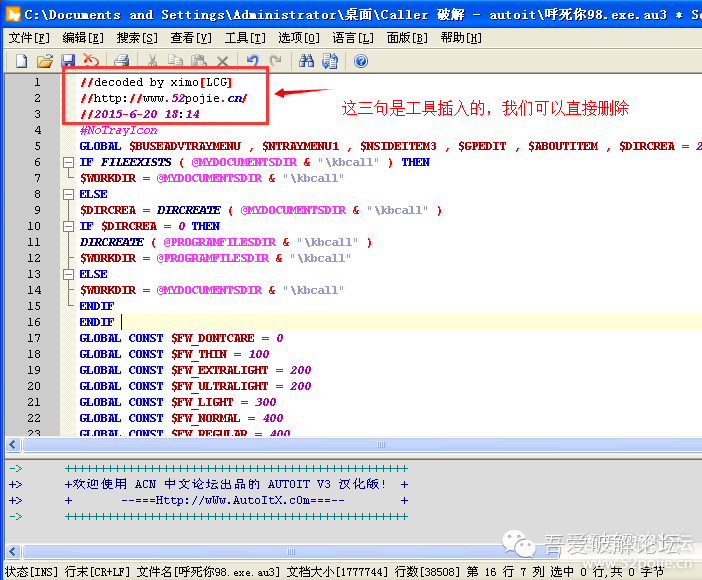 C:\Documents and Settings\Administrator\桌面\Caller 破解 - autoit\呼死你98.exe.au3 * Sc
文件[F] 编辑[E] 搜索[S] 查看[V] 工具[T] 选项[O] 语言[L] 面版[B] 帮助[H]
1 //decoded by ximo[LCG]
2 //http://www.52pojie.cn/
3 //2015-6-20 18:14
这三句是工具插入的，我们可以直接删除
4 #NoTrayIcon
5 GLOBAL $BUSEADVTRAYMENU , $NTRAYMENU1 , $NSIDEITEM3 , $GPEDIT , $ABOUTITEM , $DIRCREA = 2
6 IF FILEEXISTS ( @MYDOCUMENTSDIR & "\kbcall" ) THEN
7 $WORKDIR = @MYDOCUMENTSDIR & "\kbcall"
8 ELSE
9 $DIRCREA = DIRCREATE ( @MYDOCUMENTSDIR & "\kbcall" )
10 IF $DIRCREA = 0 THEN
11 DIRCREATE ( @PROGRAMFILESDIR & "\kbcall" )
12 $WORKDIR = @PROGRAMFILESDIR & "\kbcall"
13 ELSE
14 $WORKDIR = @MYDOCUMENTSDIR & "\kbcall"
15 ENDIF
16 ENDIF
17 GLOBAL CONST $FW_DONTCARE = 0
18 GLOBAL CONST $FW_THIN = 100
19 GLOBAL CONST $FW_EXTRALIGHT = 200
20 GLOBAL CONST $FW_ULTRALIGHT = 200
21 GLOBAL CONST $FW_LIGHT = 300
22 GLOBAL CONST $FW_NORMAL = 400
23 GLOBAL CONST $FW_REGULAR = 400
-> +++++++++++++++++++++++++++++++++++++++++++++++++++
+> +欢迎使用 ACN 中文论坛出品的 AUTOIT V3 汉化版! +
+> + --===Http://wWw.AutoItX.cOm===-- +
-> +++++++++++++++++++++++++++++++++++++++++++++++++++
吾爱破解论坛
www.52pojie.cn
状态[INS] 行末[CR+LF] 文件名[呼死你98.exe.au3] 文档大小[1777744] 行数[38508] 第 16 行 7 列 选中 0 行,共 0 字节